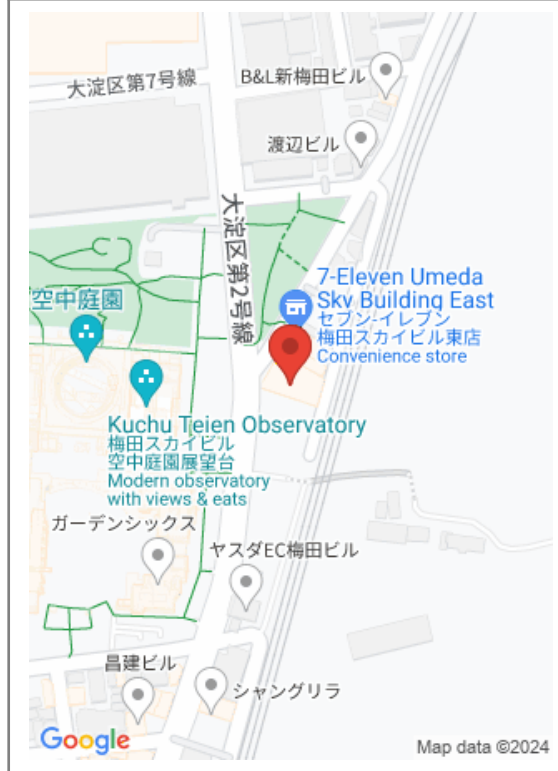 B&L新梅田ビル
大淀区第7号線
渡辺ビル
大淀区第2号線
7-Eleven Umeda
Sky Building East
セブン-イレブン
梅田スカイビル東店
Convenience store
空中庭園
Kuchu Teien Observatory
梅田スカイビル
空中庭園展望台
Modern observatory
with views & eats
ガーデンシックス
ヤスダEC梅田ビル
昌建ビル
シャングリラ
Google
Map data ©2024